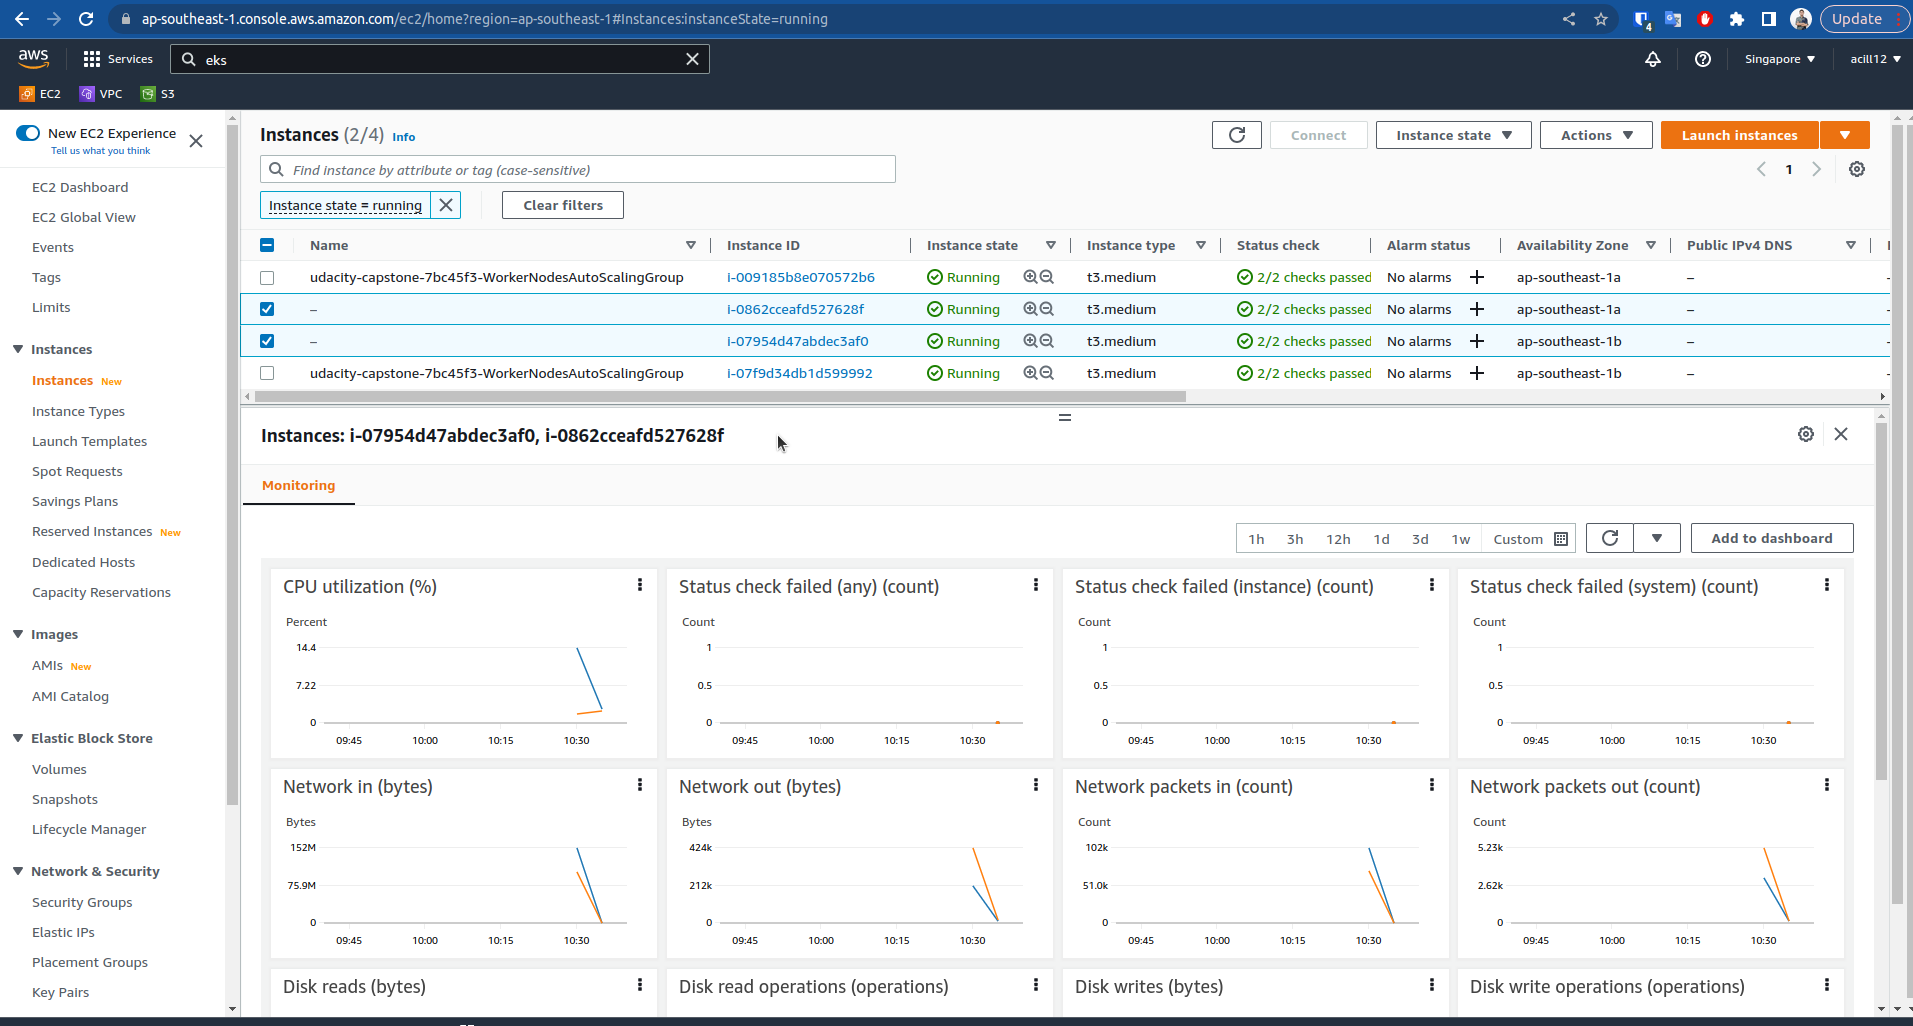 ap-southeast-1.console.aws.amazon.com/ec2/home?region=ap-southeast-1#Instances:instanceState=running
4
Update
aws
Services
eks
Singapore
acill12
EC2
VPC
S3
New EC2 Experience
Tell us what you think
EC2 Dashboard
EC2 Global View
Events
Tags
Limits
Instances
Instances New
Instance Types
Launch Templates
Spot Requests
Savings Plans
Reserved Instances New
Dedicated Hosts
Capacity Reservations
Images
AMIs New
AMI Catalog
Elastic Block Store
Volumes
Snapshots
Lifecycle Manager
Network & Security
Security Groups
Elastic IPs
Placement Groups
Key Pairs
Instances (2/4) Info
Connect
Instance state
Actions
Launch instances
Find instance by attribute or tag (case-sensitive)
1
Instance state = running
Clear filters
Name Instance ID Instance state Instance type Status check Alarm status Availability Zone Public IPv4 DNS
udacity-capstone-7bc45f3-WorkerNodesAutoScalingGroup i-009185b8e070572b6 Running t3.medium 2/2 checks passed No alarms + ap-southeast-1a –
– i-0862cceafd527628f Running t3.medium 2/2 checks passed No alarms + ap-southeast-1a –
– i-07954d47abdec3af0 Running t3.medium 2/2 checks passed No alarms + ap-southeast-1b –
udacity-capstone-7bc45f3-WorkerNodesAutoScalingGroup i-07f9d34db1d599992 Running t3.medium 2/2 checks passed No alarms + ap-southeast-1b –
Instances: i-07954d47abdec3af0, i-0862cceafd527628f
Monitoring
1h 3h 12h 1d 3d 1w Custom
Add to dashboard
CPU utilization (%)
Percent
14.4
7.22
0
09:45 10:00 10:15 10:30
Status check failed (any) (count)
Count
1
0.5
0
09:45 10:00 10:15 10:30
Status check failed (instance) (count)
Count
1
0.5
0
09:45 10:00 10:15 10:30
Status check failed (system) (count)
Count
1
0.5
0
09:45 10:00 10:15 10:30
Network in (bytes)
Bytes
152M
75.9M
0
09:45 10:00 10:15 10:30
Network out (bytes)
Bytes
424k
212k
0
09:45 10:00 10:15 10:30
Network packets in (count)
Count
102k
51.0k
0
09:45 10:00 10:15 10:30
Network packets out (count)
Count
5.23k
2.62k
0
09:45 10:00 10:15 10:30
Disk reads (bytes)
Disk read operations (operations)
Disk writes (bytes)
Disk write operations (operations)